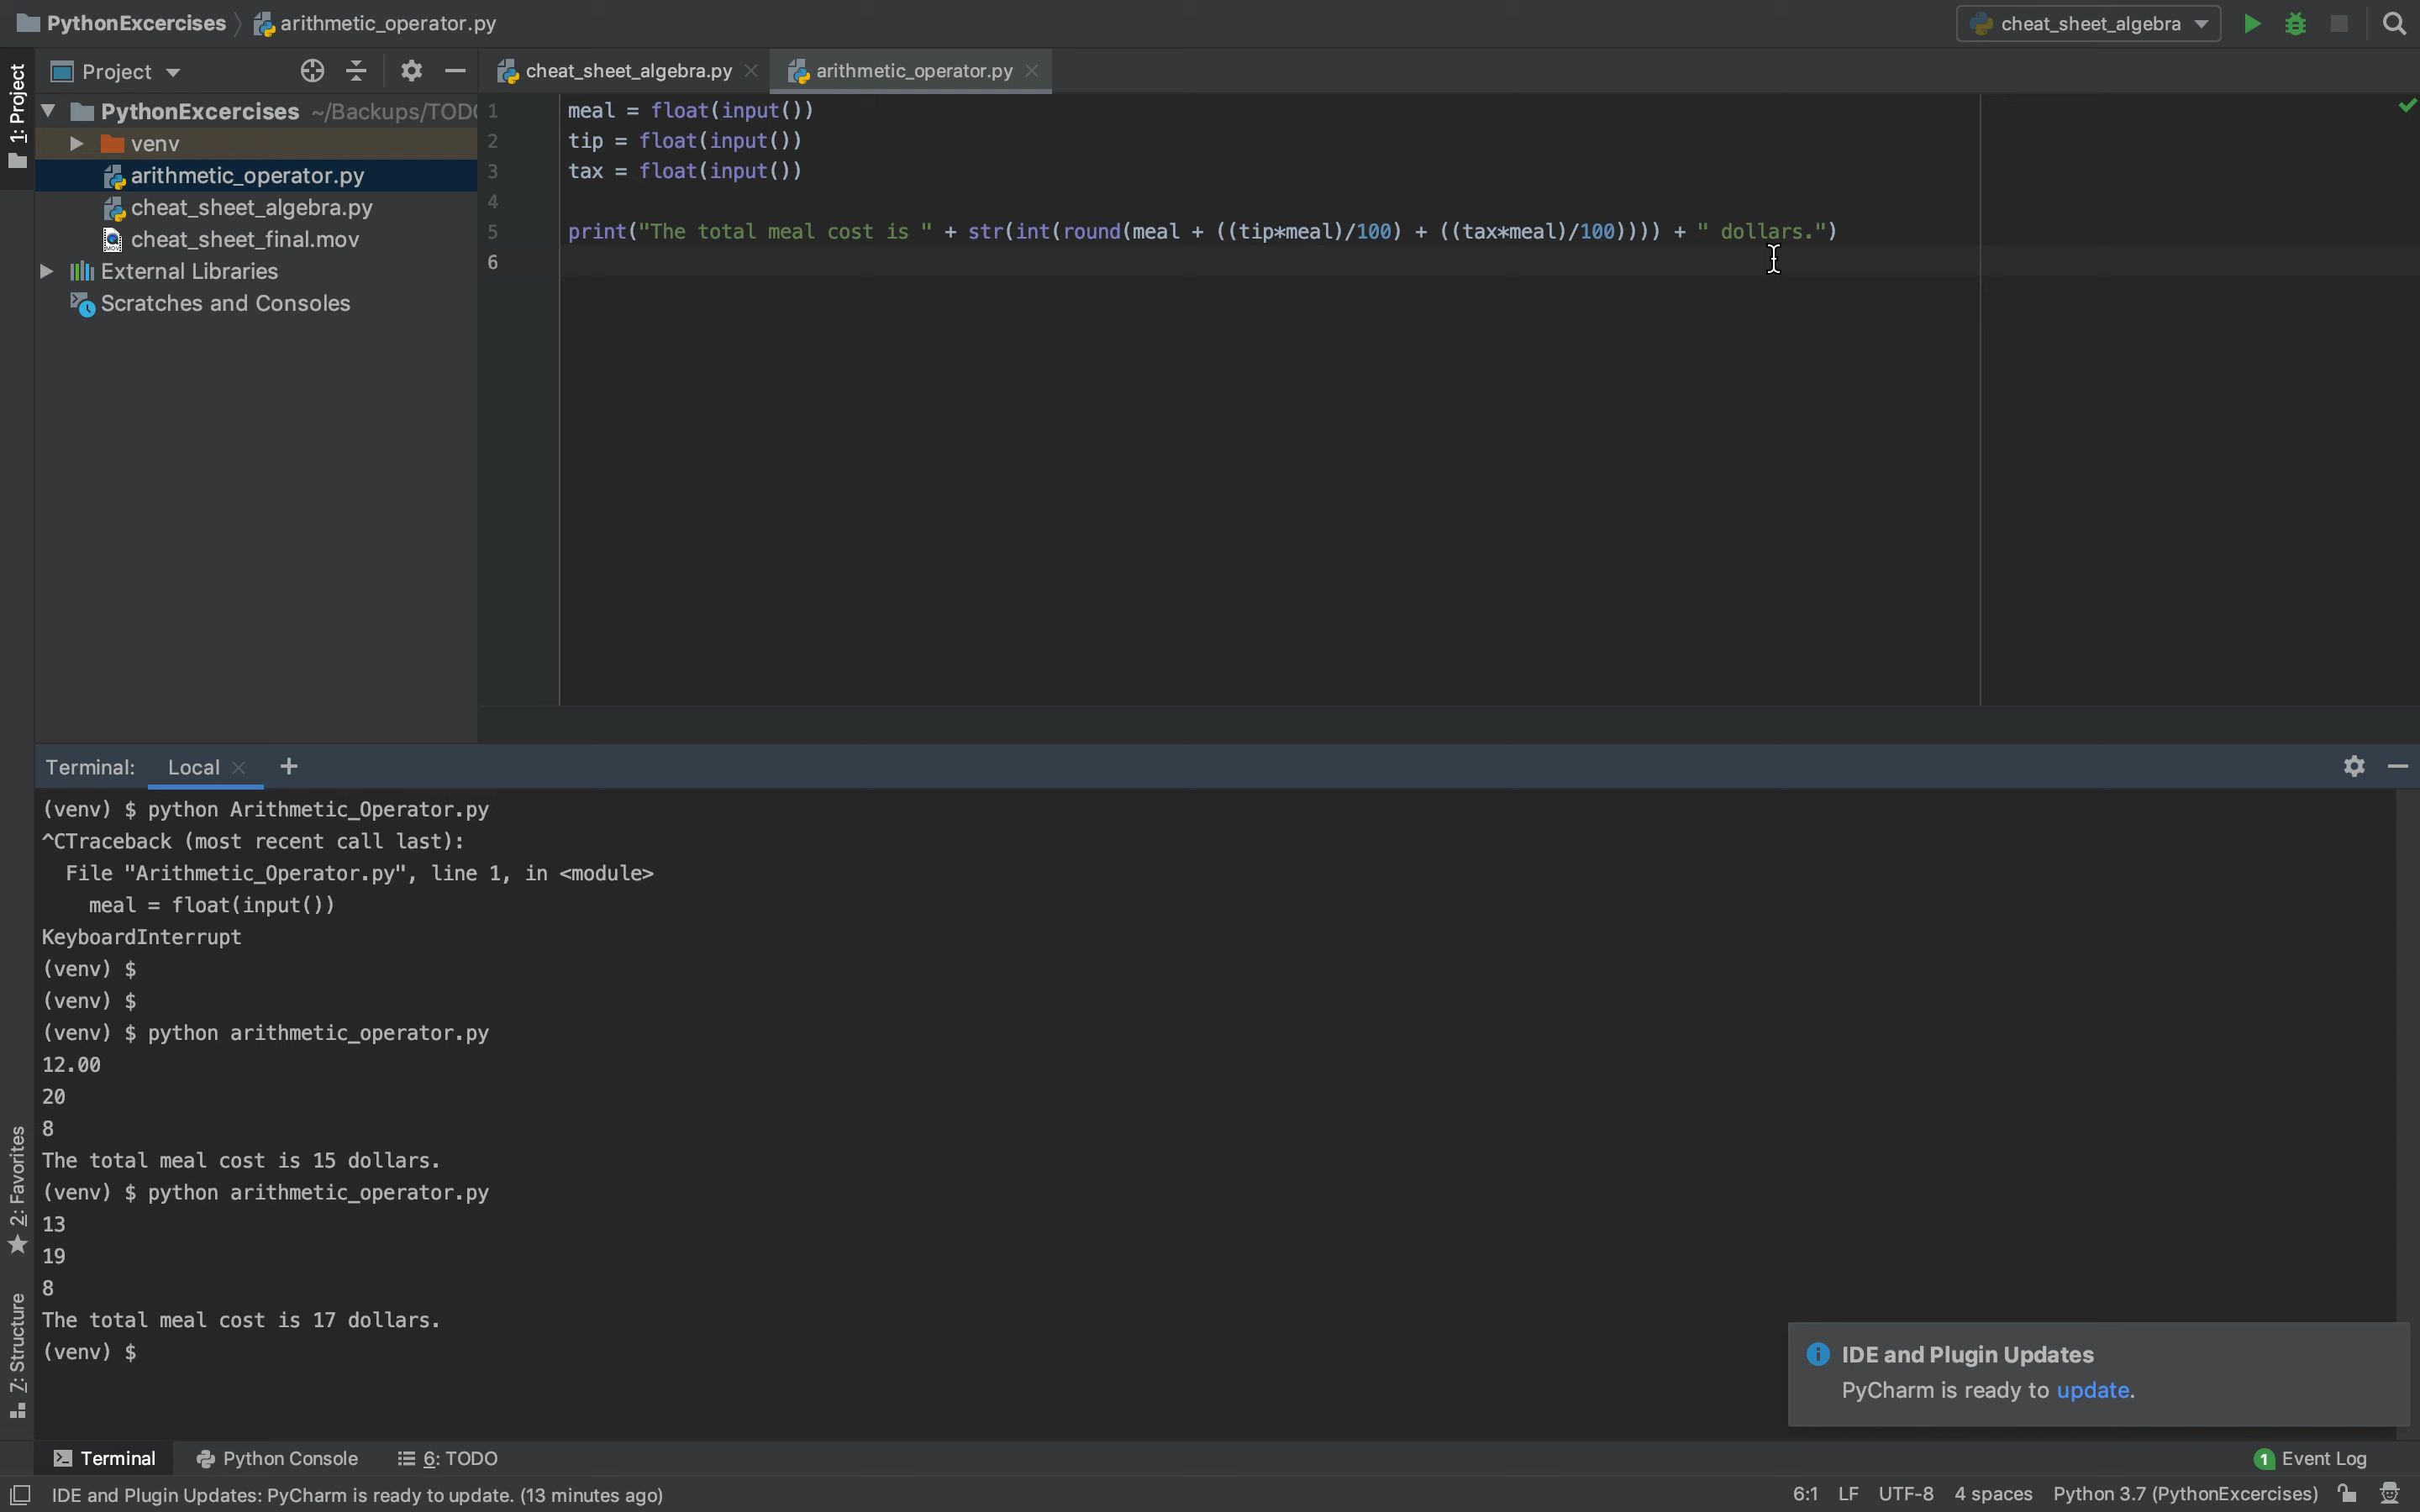 PythonExcercises arithmetic_operator.py
cheat_sheet_algebra
1: Project
Project
cheat_sheet_algebra.py
arithmetic_operator.py
PythonExcercises ~/Backups/TODO
venv
arithmetic_operator.py
cheat_sheet_algebra.py
cheat_sheet_final.mov
External Libraries
Scratches and Consoles
1 meal = float(input())
2 tip = float(input())
3 tax = float(input())
4
5 print("The total meal cost is " + str(int(round(meal + ((tip*meal)/100) + ((tax*meal)/100)))) + " dollars.")
6
Terminal: Local
(venv) $ python Arithmetic_Operator.py
^CTraceback (most recent call last):
  File "Arithmetic_Operator.py", line 1, in <module>
    meal = float(input())
KeyboardInterrupt
(venv) $
(venv) $
(venv) $ python arithmetic_operator.py
12.00
20
8
The total meal cost is 15 dollars.
(venv) $ python arithmetic_operator.py
13
19
8
The total meal cost is 17 dollars.
(venv) $
2: Favorites
Z: Structure
IDE and Plugin Updates
PyCharm is ready to update.
Terminal Python Console 6: TODO
1 Event Log
IDE and Plugin Updates: PyCharm is ready to update. (13 minutes ago)
6:1 LF UTF-8 4 spaces Python 3.7 (PythonExcercises)